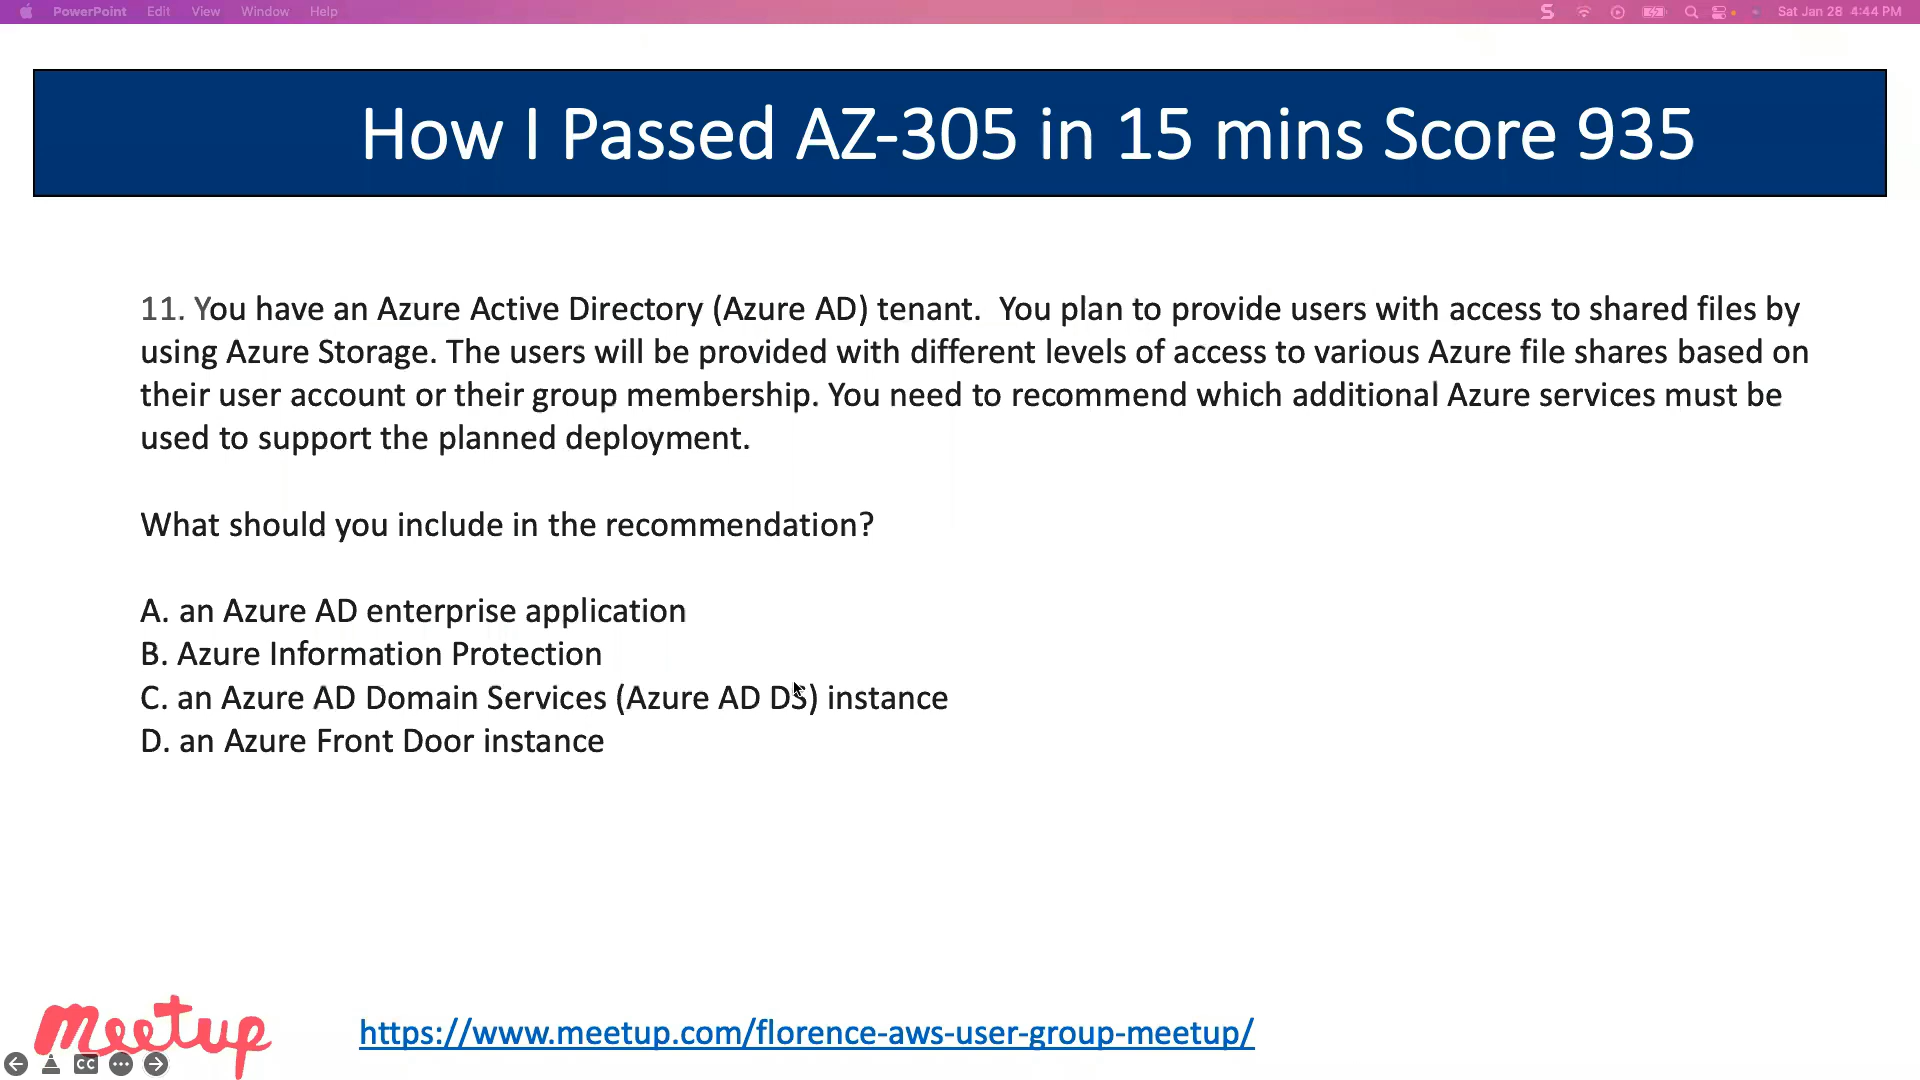 PowerPoint Edit View Window Help Sat Jan 28 4:44 PM
How I Passed AZ-305 in 15 mins Score 935
11. You have an Azure Active Directory (Azure AD) tenant.  You plan to provide users with access to shared files by
using Azure Storage. The users will be provided with different levels of access to various Azure file shares based on
their user account or their group membership. You need to recommend which additional Azure services must be
used to support the planned deployment.
What should you include in the recommendation?
A. an Azure AD enterprise application
B. Azure Information Protection
C. an Azure AD Domain Services (Azure AD DS) instance
D. an Azure Front Door instance
meetup
https://www.meetup.com/florence-aws-user-group-meetup/
CC